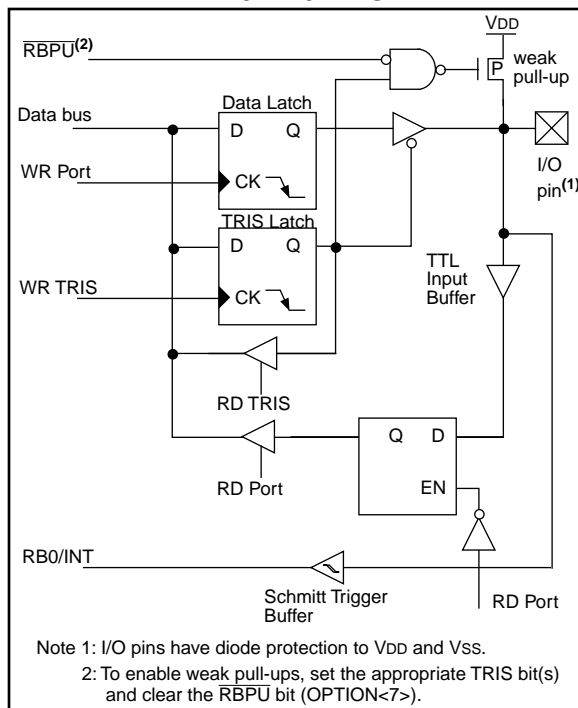 VDD
RBPU(2)
P
weak
pull-up
Data bus
Data Latch
D Q
WR Port
CK
I/O
pin(1)
TRIS Latch
D Q
TTL
Input
Buffer
WR TRIS
CK
RD TRIS
Q D
RD Port
EN
RB0/INT
Schmitt Trigger
Buffer
RD Port
Note 1: I/O pins have diode protection to VDD and VSS.
2: To enable weak pull-ups, set the appropriate TRIS bit(s)
and clear the RBPU bit (OPTION<7>).